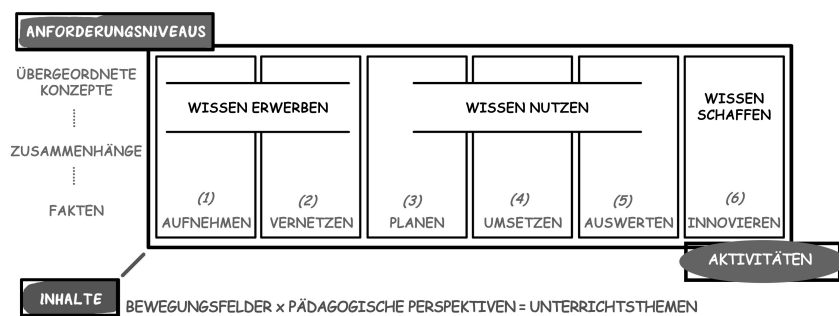 ANFORDERUNGSNIVEAUS
ÜBERGEORDNETE
KONZEPTE
ZUSAMMENHÄNGE
FAKTEN
WISSEN ERWERBEN
WISSEN NUTZEN
WISSEN
SCHAFFEN
(1)
AUFNEHMEN
(2)
VERNETZEN
(3)
PLANEN
(4)
UMSETZEN
(5)
AUSWERTEN
(6)
INNOVIEREN
AKTIVITÄTEN
INHALTE
BEWEGUNGSFELDER x PÄDAGOGISCHE PERSPEKTIVEN = UNTERRICHTSTHEMEN